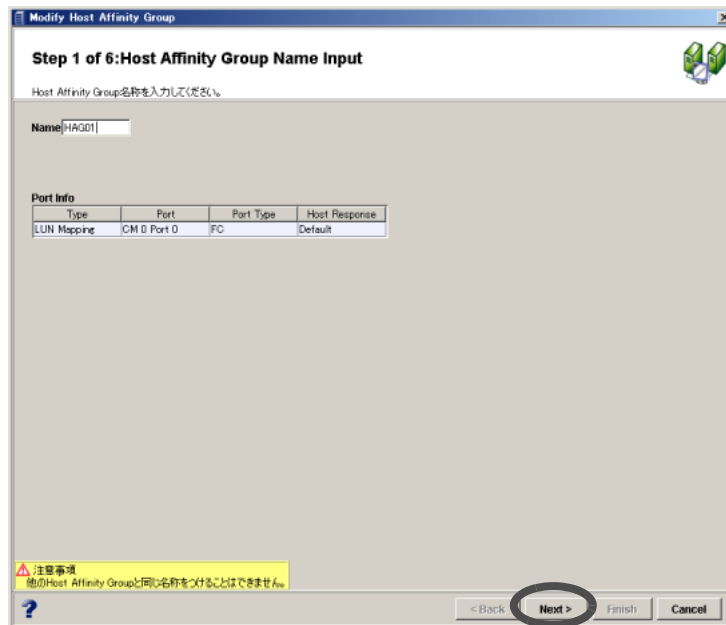 Modify Host Affinity Group
Step 1 of 6:Host Affinity Group Name Input
Host Affinity Group名称を入力してください。
Name HAG01
Port Info
Type Port Port Type Host Response
LUN Mapping CM 0 Port 0 FC Default
注意事項
他のHost Affinity Groupと同じ名称をつけることはできません。
? < Back Next > Finish Cancel